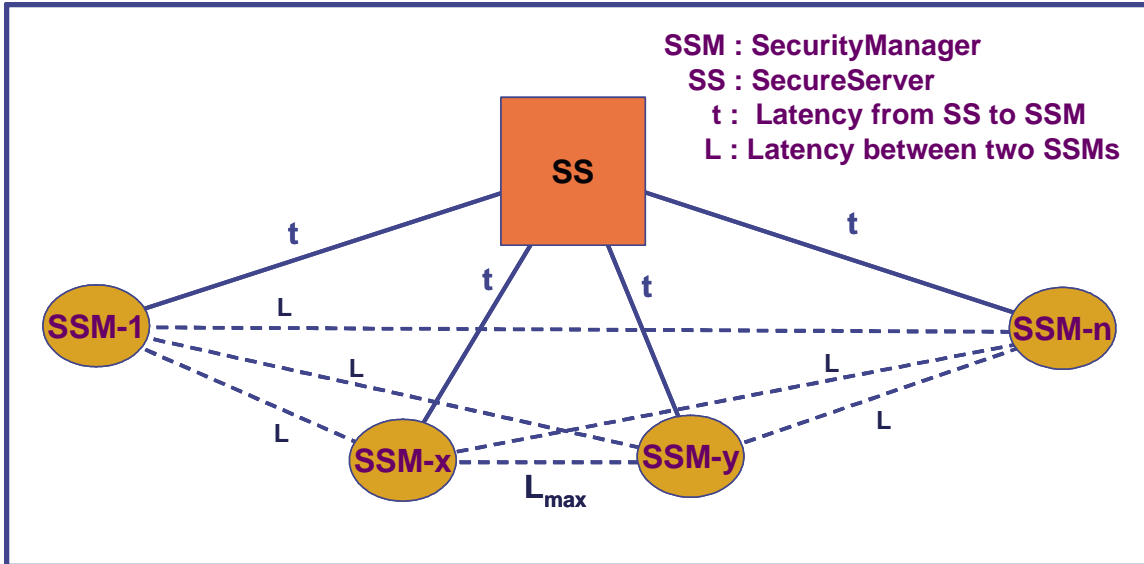 SSM : SecurityManager
SS : SecureServer
t : Latency from SS to SSM
L : Latency between two SSMs
SS
t
t
t
t
SSM-1
L
SSM-n
L
L
L
L
SSM-x
SSM-y
Lmax